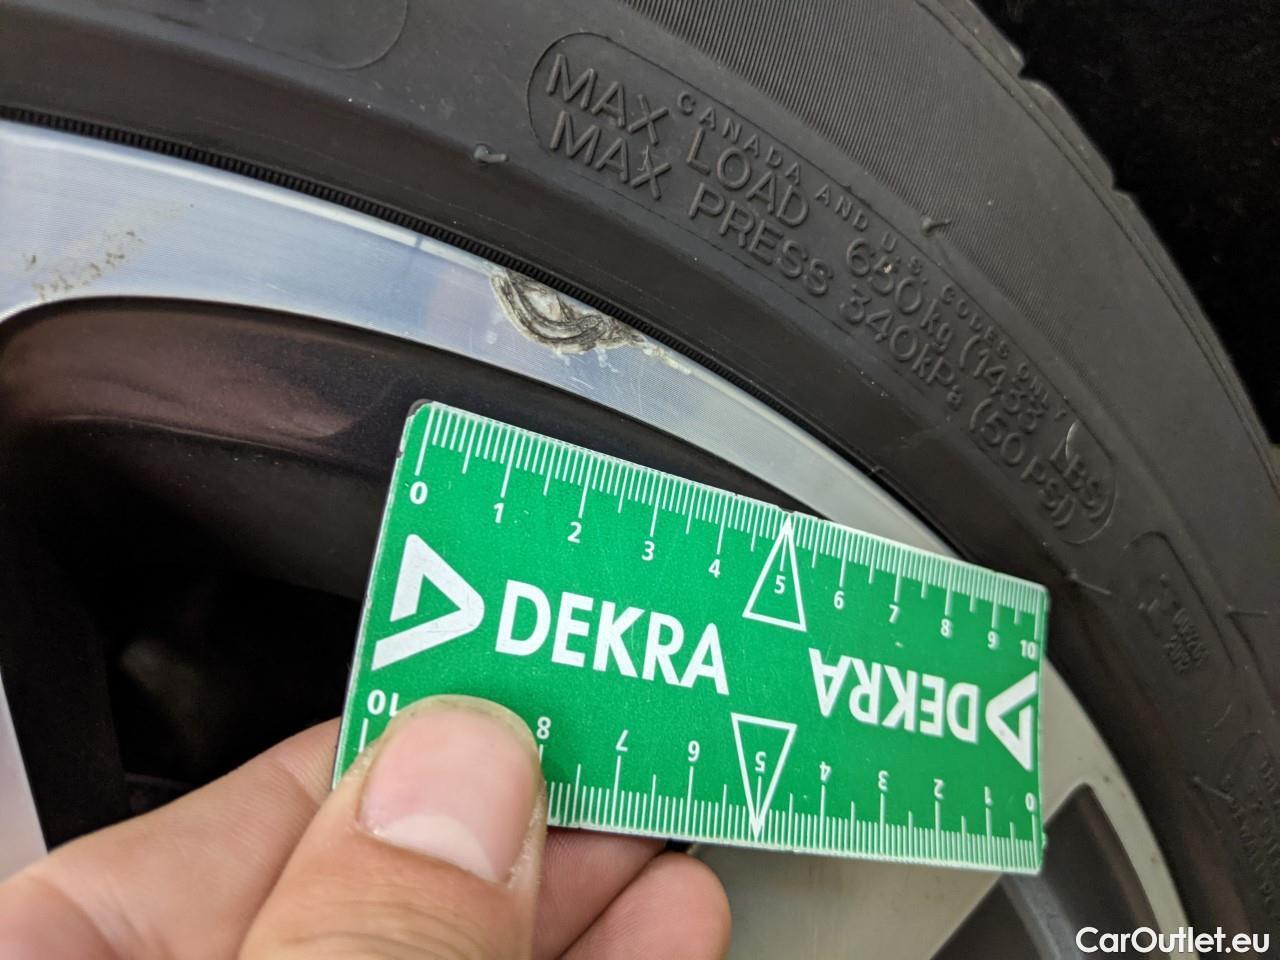 CANADA AND U.S. CODES ONLY
MAX LOAD 650kg (1433 LBS)
MAX PRESS 340kPa (50 PSI)
0 1 2 3 4 5 6 7 8 9 10
DEKRA
DEKRA
10 8 7 6 5 4 3 2 1 0
CarOutlet.eu